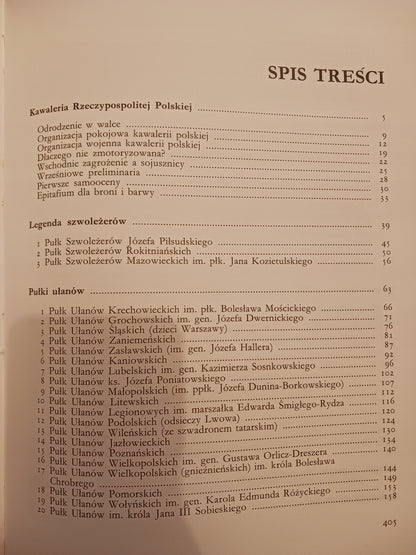 SPIS TREŚCI
Kawaleria Rzeczypospolitej Polskiej 5
Odrodzenie w walce 9
Organizacja pokojowa kawalerii polskiej 12
Organizacja wojenna kawalerii polskiej 19
Dlaczego nie zmotoryzowana? 22
Wschodnie zagrożenie a sojusznicy 25
Wrześniowe preliminaria 28
Pierwsze samooceny 30
Epitafium dla broni i barwy 33
Legenda szwoleżerów 39
1 Pułk Szwoleżerów Józefa Piłsudskiego 45
2 Pułk Szwoleżerów Rokitniańskich 50
3 Pułk Szwoleżerów Mazowieckich im. płk. Jana Kozietulskiego 56
Pułki ułanów 63
1 Pułk Ułanów Krechowieckich im. płk. Bolesława Mościckiego 66
2 Pułk Ułanów Grochowskich im. gen. Józefa Dwernickiego 71
3 Pułk Ułanów Śląskich (dzieci Warszawy) 76
4 Pułk Ułanów Zaniemeńskich 81
5 Pułk Ułanów Zasławskich (im. gen. Józefa Hallera) 87
6 Pułk Ułanów Kaniowskich 92
7 Pułk Ułanów Lubelskich im. gen. Kazimierza Sosnkowskiego 96
8 Pułk Ułanów ks. Józefa Poniatowskiego 102
9 Pułk Ułanów Małopolskich (im. ppłk. Józefa Dunina-Borkowskiego) 107
10 Pułk Ułanów Litewskich 112
11 Pułk Ułanów Legionowych im. marszałka Edwarda Śmigłego-Rydza 116
12 Pułk Ułanów Podolskich (odsieczy Lwowa) 120
13 Pułk Ułanów Wileńskich (ze szwadronem tatarskim) 124
14 Pułk Ułanów Jazłowieckich 130
15 Pułk Ułanów Poznańskich 134
16 Pułk Ułanów Wielkopolskich im. gen. Gustawa Orlicz-Dreszera 140
17 Pułk Ułanów Wielkopolskich (gnieźnieńskich) im. króla Bolesława
Chrobrego 144
18 Pułk Ułanów Pomorskich 149
19 Pułk Ułanów Wołyńskich im. gen. Karola Edmunda Różyckiego 153
20 Pułk Ułanów im. króla Jana III Sobieskiego 158
405